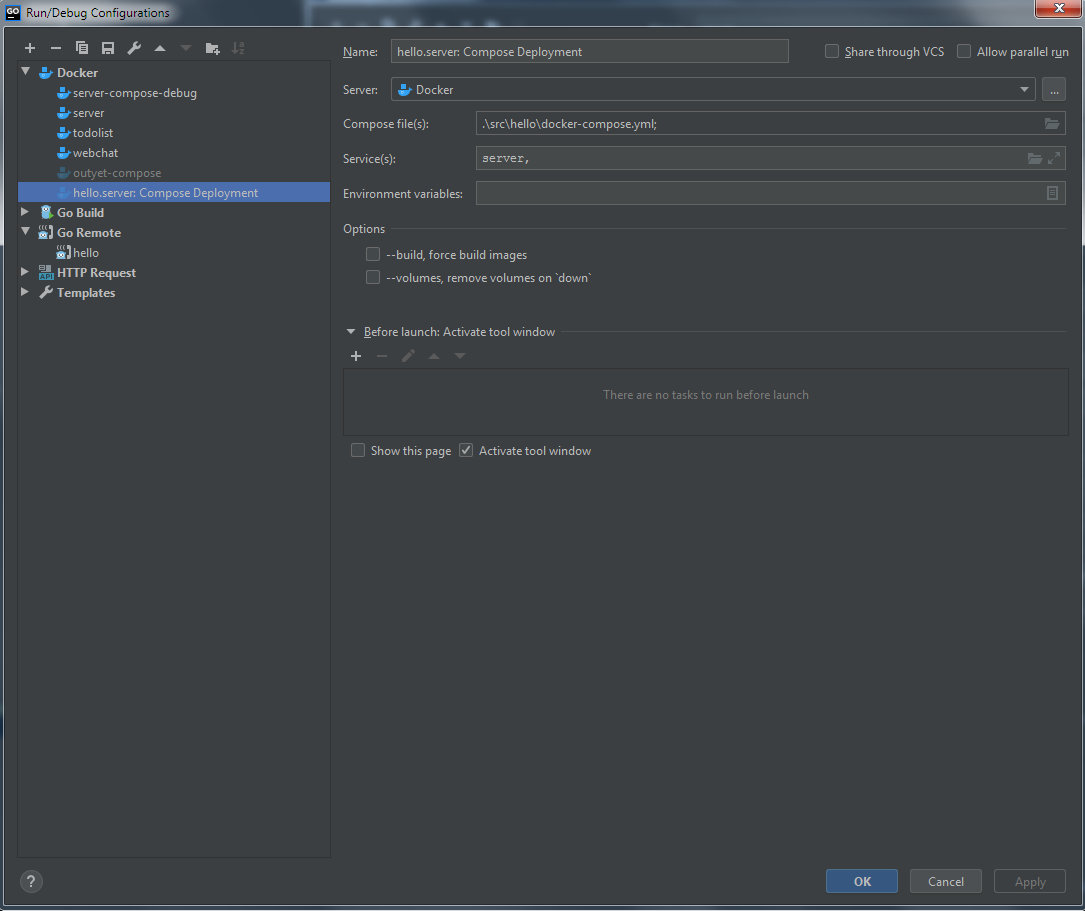 GO Run/Debug Configurations
Docker
server-compose-debug
server
todolist
webchat
outyet-compose
hello.server: Compose Deployment
Go Build
Go Remote
hello
API HTTP Request
Templates
Name: hello.server: Compose Deployment Share through VCS Allow parallel run
Server: Docker ...
Compose file(s): .\src\hello\docker-compose.yml;
Service(s): server,
Environment variables:
Options
--build, force build images
--volumes, remove volumes on `down`
Before launch: Activate tool window
There are no tasks to run before launch
Show this page Activate tool window
? OK Cancel Apply